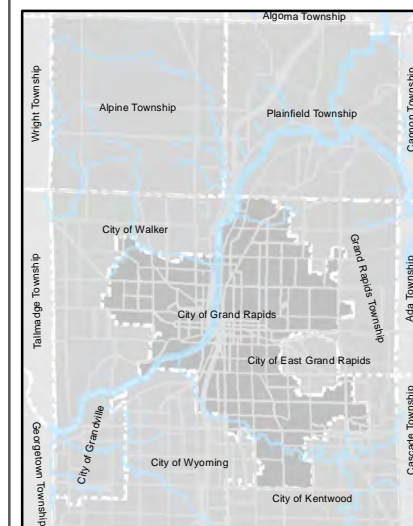 Algoma Township
Wright Township
Alpine Township
Plainfield Township
Cannon Township
City of Walker
Grand Rapids Township
Tallmadge Township
Ada Township
City of Grand Rapids
City of East Grand Rapids
Georgetown Township
City of Grandville
Cascade Township
City of Wyoming
City of Kentwood